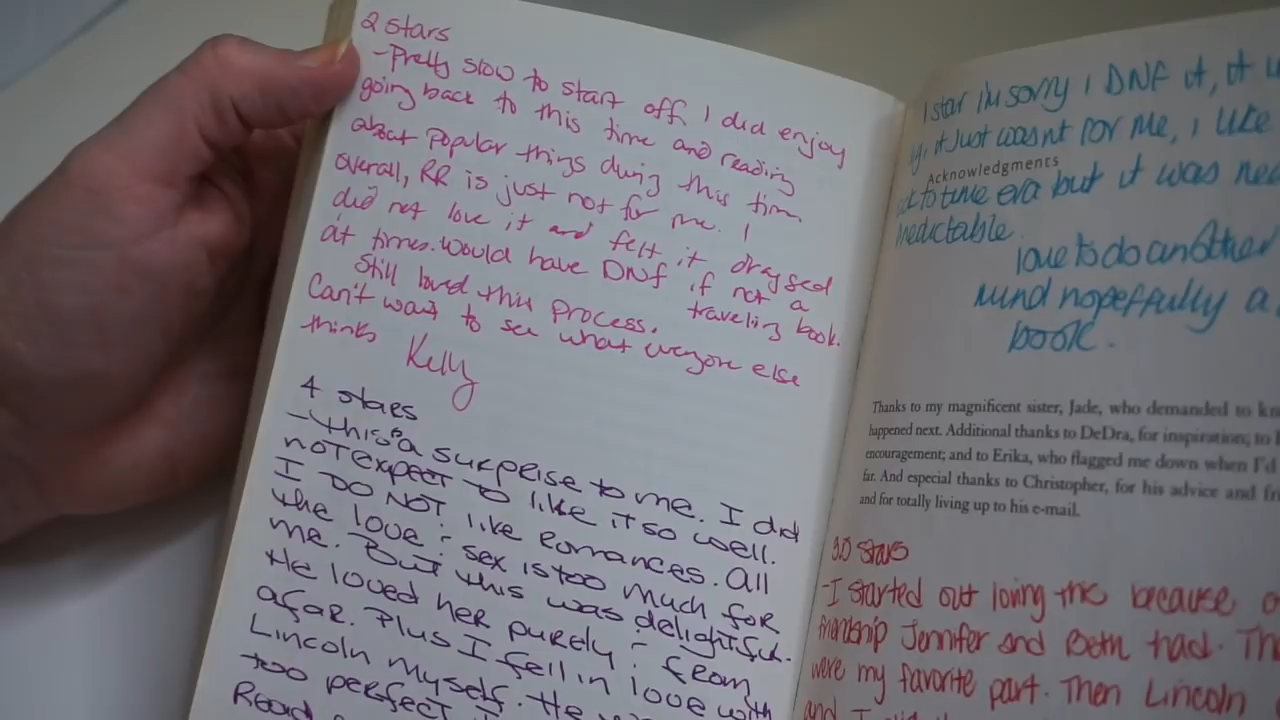 2 stars
-Pretty slow to start off. I did enjoy
going back to this time and reading
about popular things during this time.
overall, RR is just not for me. I
did not love it and felt it dragged
at times. would have DNF if not a
traveling book.
Still loved this process.
Can't wait to see what everyone else
thinks Kelly
4 stars
-This is a surprise to me. I did
not expect to like it so well.
I DO NOT like Romances. All
the love & sex is too much for
me. But this was delightful.
He loved her purely & from
afar. Plus I fell in love with
Lincoln myself. He
too perfect I
Read
1 star i'm sorry I DNF it, it
it just wasnt for me, i like
Acknowledgments
to time era but it was
love to do another
hopeffully a
book.
Thanks to my magnificent sister, Jade, who demanded to
happened next. Additional thanks to DeDra, for inspiration; to
encouragement; and to Erika, who flagged me down when I'd
far. And especial thanks to Christopher, for his advice and
and for totally living up to his e-mail.
3.0 stars
-I started out loving this because
friendship Jennifer and Beth had.
were my favorite part. Then Lincoln
and I